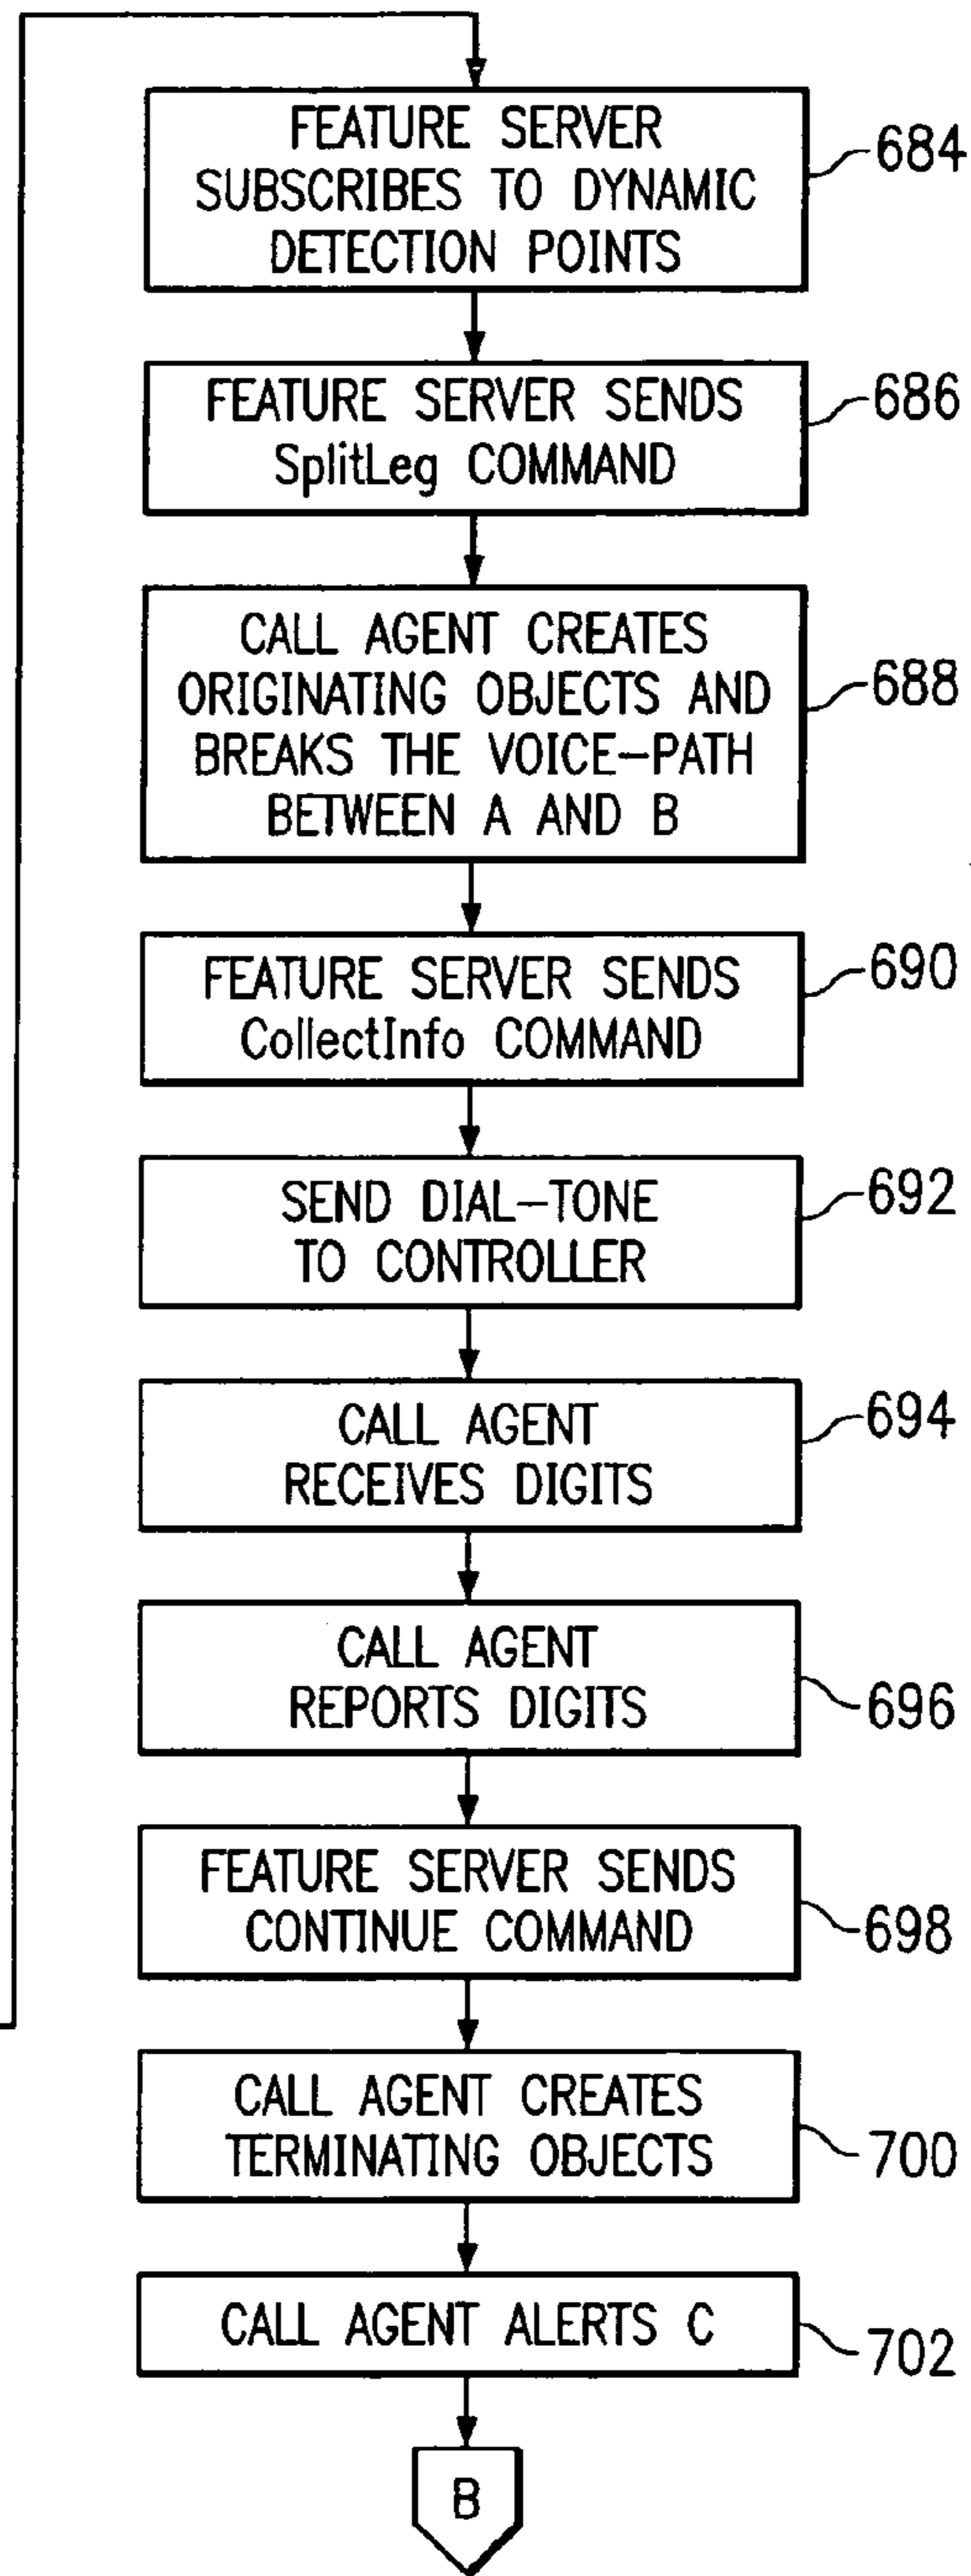 FEATURE SERVER
SUBSCRIBES TO DYNAMIC
DETECTION POINTS
684
FEATURE SERVER SENDS
SplitLeg COMMAND
686
CALL AGENT CREATES
ORIGINATING OBJECTS AND
BREAKS THE VOICE-PATH
BETWEEN A AND B
688
FEATURE SERVER SENDS
CollectInfo COMMAND
690
SEND DIAL-TONE
TO CONTROLLER
692
CALL AGENT
RECEIVES DIGITS
694
CALL AGENT
REPORTS DIGITS
696
FEATURE SERVER SENDS
CONTINUE COMMAND
698
CALL AGENT CREATES
TERMINATING OBJECTS
700
CALL AGENT ALERTS C
702
B